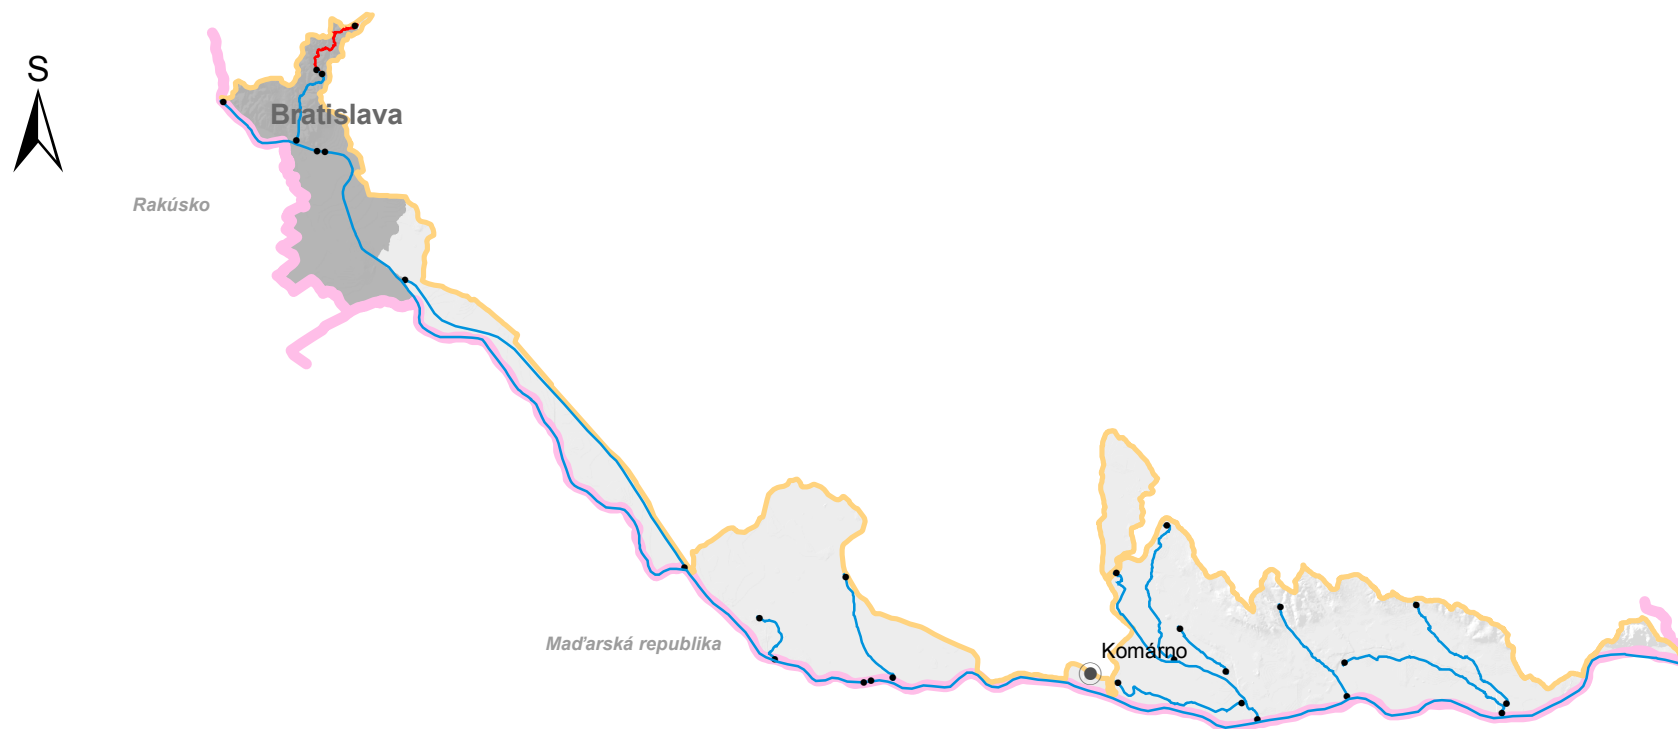 S
Bratislava
Rakúsko
Maďarská republika
Komárno